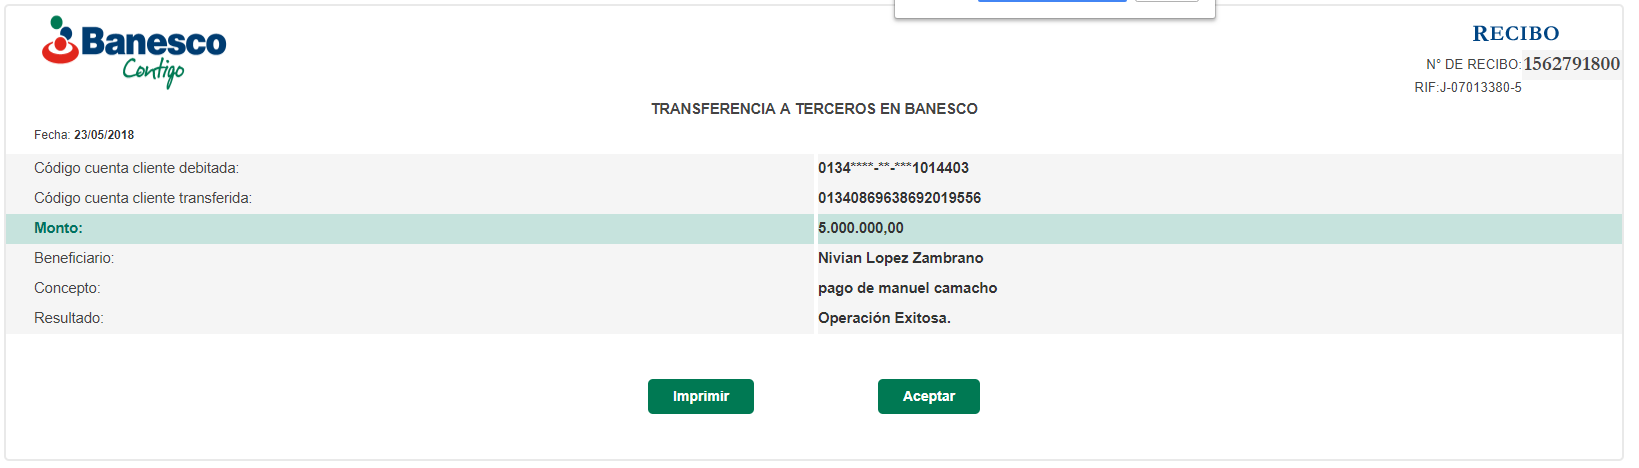 Banesco
Contigo
RECIBO
N° DE RECIBO: 1562791800
RIF:J-07013380-5
TRANSFERENCIA A TERCEROS EN BANESCO
Fecha: 23/05/2018
Código cuenta cliente debitada: 0134****-**-***1014403
Código cuenta cliente transferida: 01340869638692019556
Monto: 5.000.000,00
Beneficiario: Nivian Lopez Zambrano
Concepto: pago de manuel camacho
Resultado: Operación Exitosa.
Imprimir Aceptar